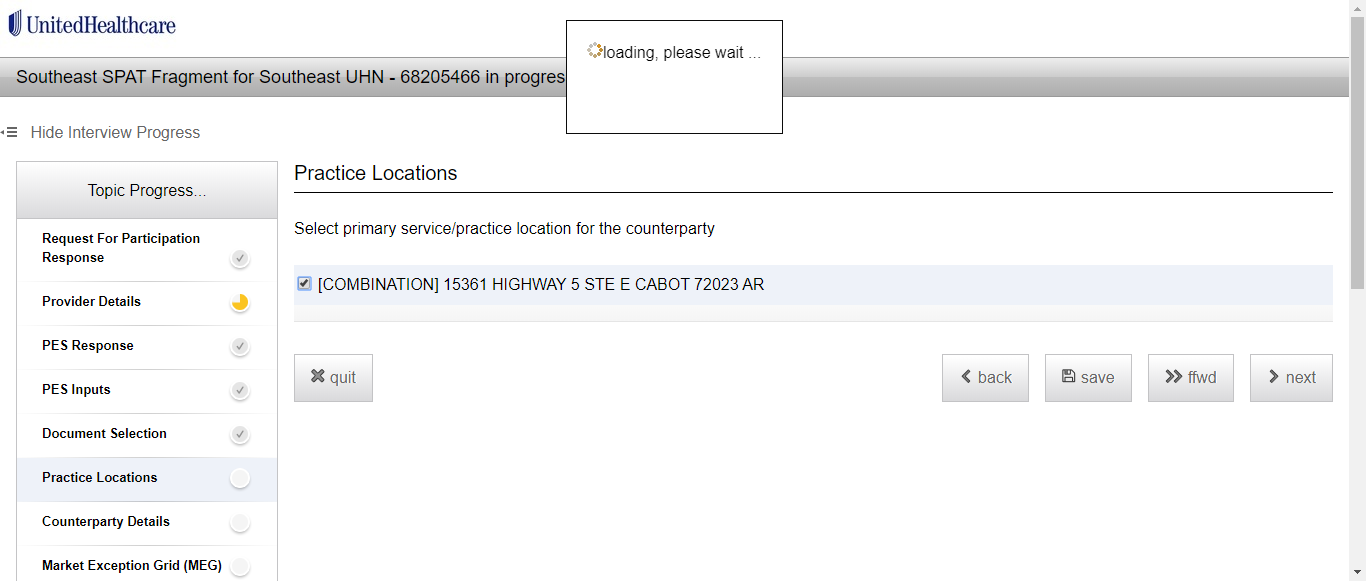 UnitedHealthcare
loading, please wait ...
Southeast SPAT Fragment for Southeast UHN - 68205466 in progres
Hide Interview Progress
Topic Progress...
Request For Participation
Response
Provider Details
PES Response
PES Inputs
Document Selection
Practice Locations
Counterparty Details
Market Exception Grid (MEG)
Practice Locations
Select primary service/practice location for the counterparty
[COMBINATION] 15361 HIGHWAY 5 STE E CABOT 72023 AR
quit
back
save
ffwd
next